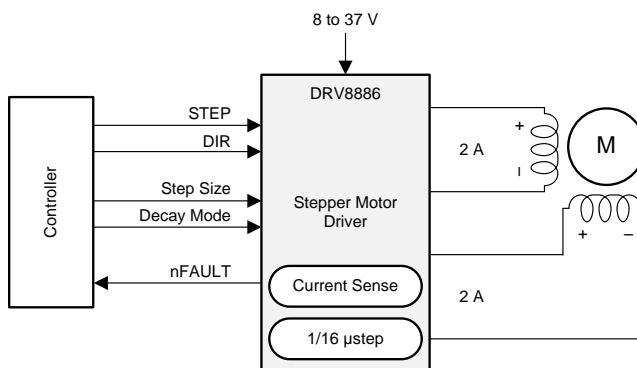 8 to 37 V
DRV8886
STEP
DIR
Step Size
Decay Mode
nFAULT
Controller
Stepper Motor
Driver
Current Sense
1/16 µstep
2 A
+
−
M
+ −
2 A